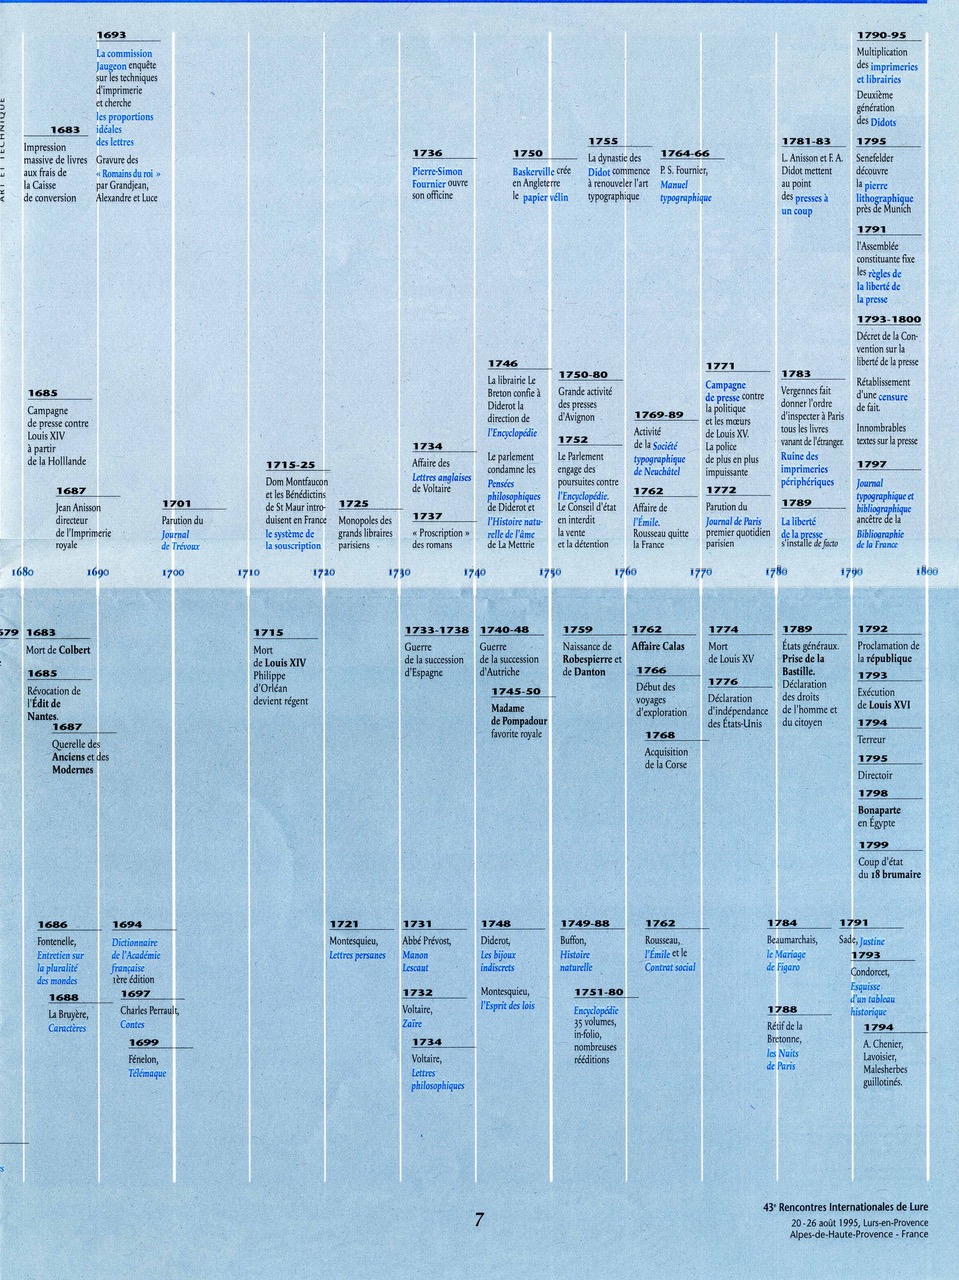 ART ET TECHNIQUE
1683
Impression
massive de livres
aux frais de
la Caisse
de conversion
1693
La commission
Jaugeon enquête
sur les techniques
d'imprimerie
et cherche
les proportions
idéales
des lettres
Gravure des
« Romains du roi »
par Grandjean,
Alexandre et Luce
1736
Pierre-Simon
Fournier ouvre
son officine
1750
Baskerville crée
en Angleterre
le papier vélin
1755
La dynastie des
Didot commence
à renouveler l'art
typographique
1764-66
P. S. Fournier,
Manuel
typographique
1781-83
L. Anisson et F. A.
Didot mettent
au point
des presses à
un coup
1790-95
Multiplication
des imprimeries
et librairies
Deuxième
génération
des Didots
1795
Senefelder
découvre
la pierre
lithographique
près de Munich
1791
l'Assemblée
constituante fixe
les règles de
la liberté de
la presse
1793-1800
Décret de la Con-
vention sur la
liberté de la presse
Rétablissement
d'une censure
de fait.
Innombrables
textes sur la presse
1797
Journal
typographique et
bibliographique
ancêtre de la
Bibliographie
de la France
1685
Campagne
de presse contre
Louis XIV
à partir
de la Holllande
1687
Jean Anisson
directeur
de l'Imprimerie
royale
1701
Parution du
Journal
de Trévoux
1715-25
Dom Montfaucon
et les Bénédictins
de St Maur intro-
duisent en France
le système de
la souscription
1725
Monopoles des
grands libraires
parisiens
1734
Affaire des
Lettres anglaises
de Voltaire
1737
« Proscription »
des romans
1746
La librairie Le
Breton confie à
Diderot la
direction de
l'Encyclopédie
Le parlement
condamne les
Pensées
philosophiques
de Diderot et
l'Histoire natu-
relle de l'âme
de La Mettrie
1750-80
Grande activité
des presses
d'Avignon
1752
Le Parlement
engage des
poursuites contre
l'Encyclopédie.
Le Conseil d'état
en interdit
la vente
et la détention
1769-89
Activité
de la Société
typographique
de Neuchâtel
1762
Affaire de
l'Émile.
Rousseau quitte
la France
1771
Campagne
de presse contre
la politique
et les mœurs
de Louis XV.
La police
de plus en plus
impuissante
1772
Parution du
Journal de Paris
premier quotidien
parisien
1783
Vergennes fait
donner l'ordre
d'inspecter à Paris
tous les livres
vanant de l'étranger.
Ruine des
imprimeries
périphériques
1789
La liberté
de la presse
s'installe de facto
1680 1690 1700 1710 1720 1730 1740 1750 1760 1770 1780 1790 1800
679
1683
Mort de Colbert
1685
Révocation de
l'Édit de
Nantes.
1687
Querelle des
Anciens et des
Modernes
1715
Mort
de Louis XIV
Philippe
d'Orléan
devient régent
1733-1738
Guerre
de la succession
d'Espagne
1740-48
Guerre
de la succession
d'Autriche
1745-50
Madame
de Pompadour
favorite royale
1759
Naissance de
Robespierre et
de Danton
1762
Affaire Calas
1766
Début des
voyages
d'exploration
1768
Acquisition
de la Corse
1774
Mort
de Louis XV
1776
Déclaration
d'indépendance
des États-Unis
1789
États généraux.
Prise de la
Bastille.
Déclaration
des droits
de l'homme et
du citoyen
1792
Proclamation de
la république
1793
Exécution
de Louis XVI
1794
Terreur
1795
Directoir
1798
Bonaparte
en Égypte
1799
Coup d'état
du 18 brumaire
1686
Fontenelle,
Entretien sur
la pluralité
des mondes
1688
La Bruyère,
Caractères
1694
Dictionnaire
de l'Académie
française
1ère édition
1697
Charles Perrault,
Contes
1699
Fénelon,
Télémaque
1721
Montesquieu,
Lettres persanes
1731
Abbé Prévost,
Manon
Lescaut
1732
Voltaire,
Zaïre
1734
Voltaire,
Lettres
philosophiques
1748
Diderot,
Les bijoux
indiscrets
Montesquieu,
l'Esprit des lois
1749-88
Buffon,
Histoire
naturelle
1751-80
Encyclopédie
35 volumes,
in-folio,
nombreuses
rééditions
1762
Rousseau,
l'Émile et le
Contrat social
1784
Beaumarchais,
le Mariage
de Figaro
1788
Rétif de la
Bretonne,
les Nuits
de Paris
1791
Sade, Justine
1793
Condorcet,
Esquisse
d'un tableau
historique
1794
A. Chenier,
Lavoisier,
Malesherbes
guillotinés.
s
7
43e Rencontres Internationales de Lure
20 - 26 août 1995, Lurs-en-Provence
Alpes-de-Haute-Provence - France